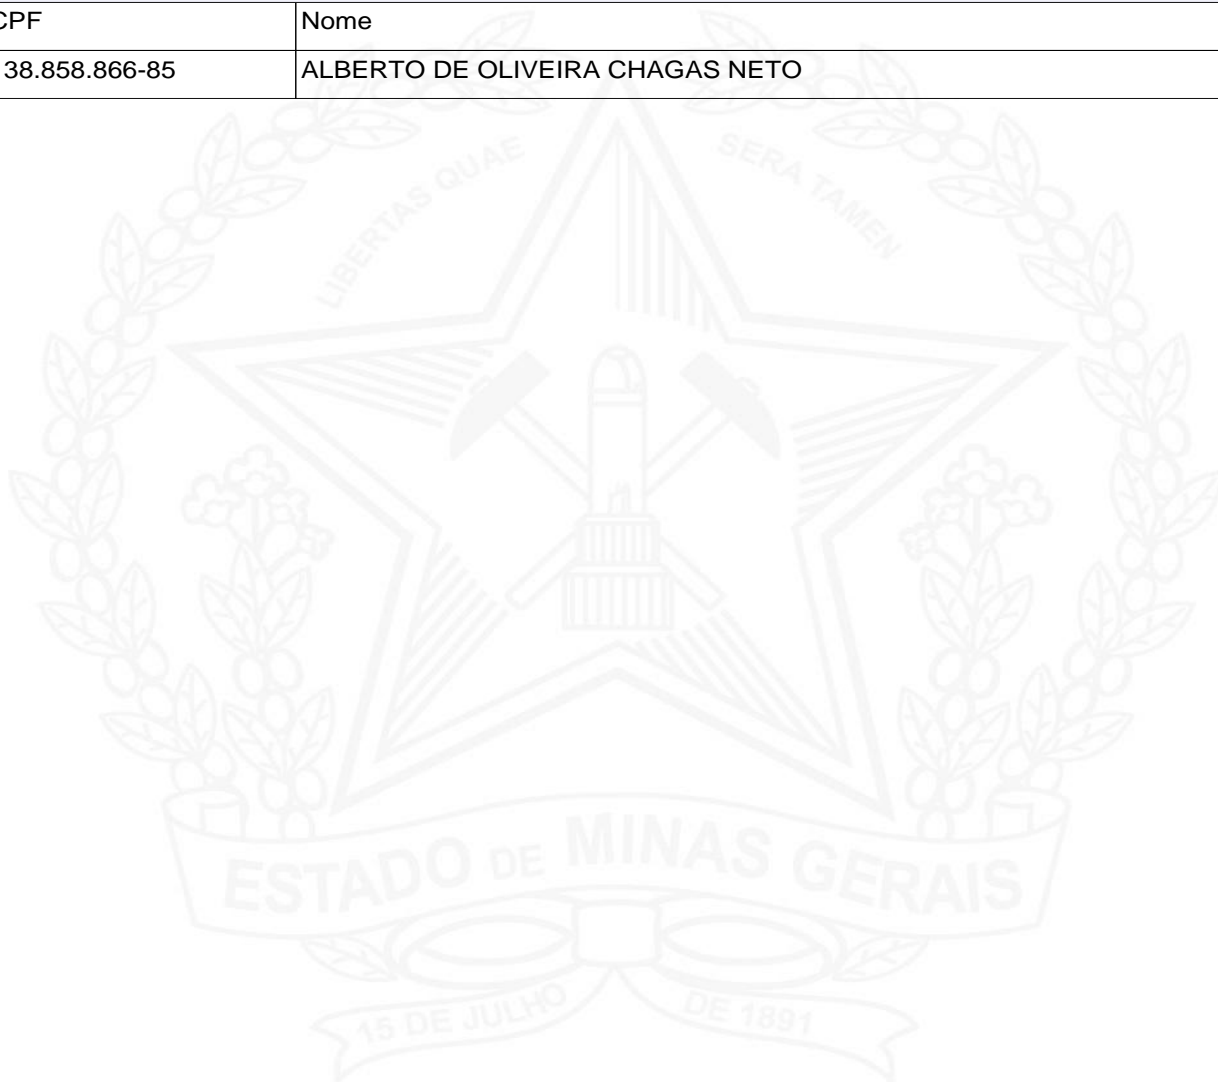 CPF Nome
38.858.866-85 ALBERTO DE OLIVEIRA CHAGAS NETO
LIBERTAS QUAE SERA TAMEN
ESTADO DE MINAS GERAIS
15 DE JULHO DE 1891